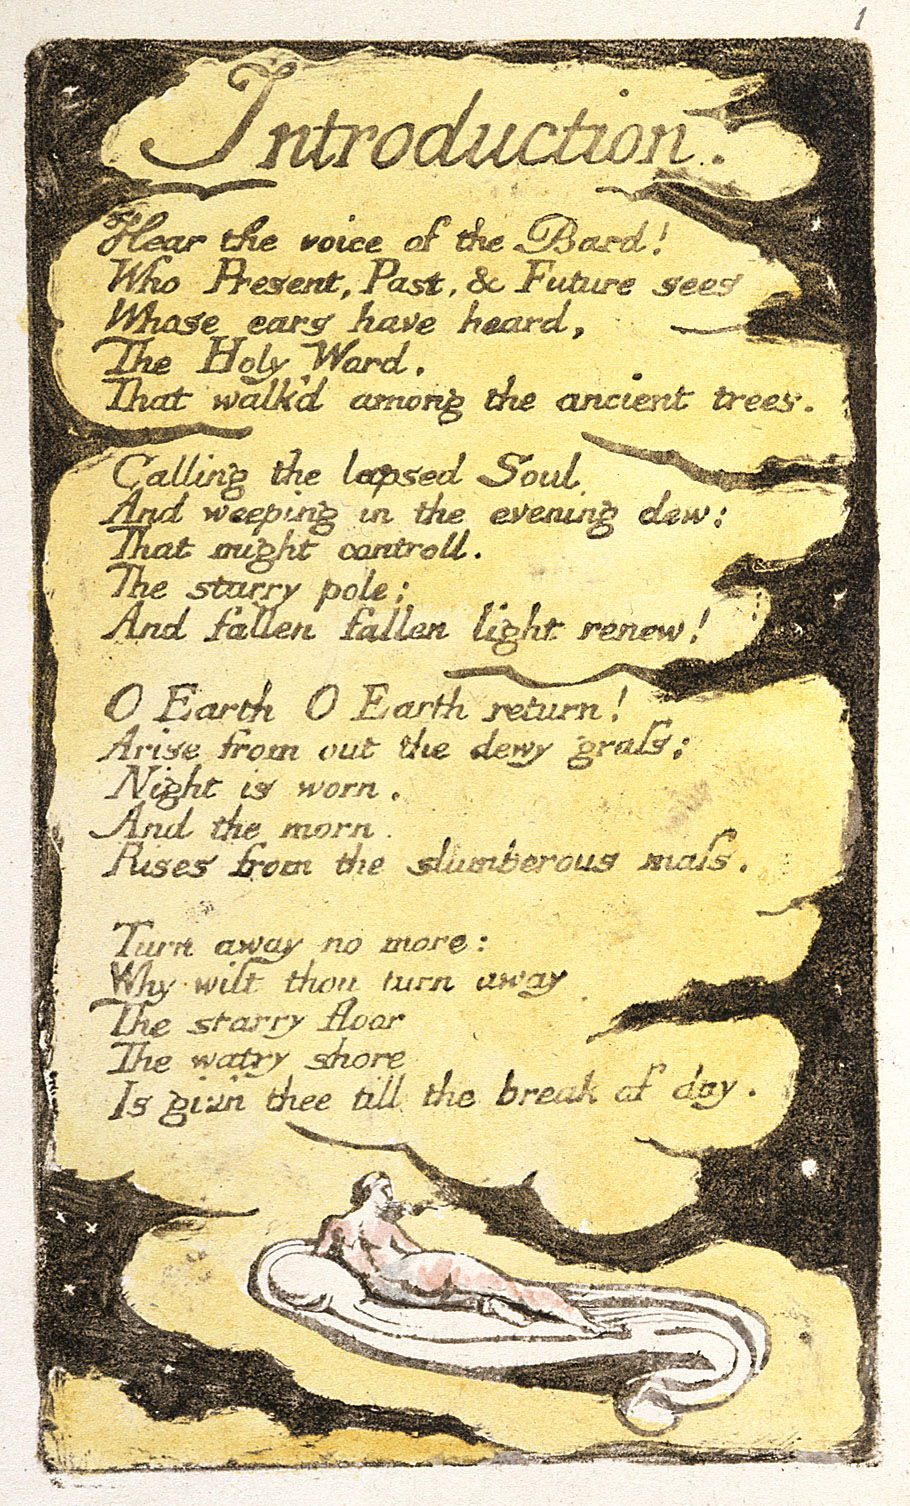 1
Introduction.
Hear the voice of the Bard!
Who Present, Past, & Future sees
Whose ears have heard,
The Holy Word,
That walk'd among the ancient trees.
Calling the lapsed Soul
And weeping in the evening dew:
That might controll.
The starry pole;
And fallen fallen light renew!
O Earth O Earth return!
Arise from out the dewy graſs;
Night is worn,
And the morn
Rises from the slumberous maſs.
Turn away no more:
Why wilt thou turn away
The starry floor
The watry shore
Is giv'n thee till the break of day.